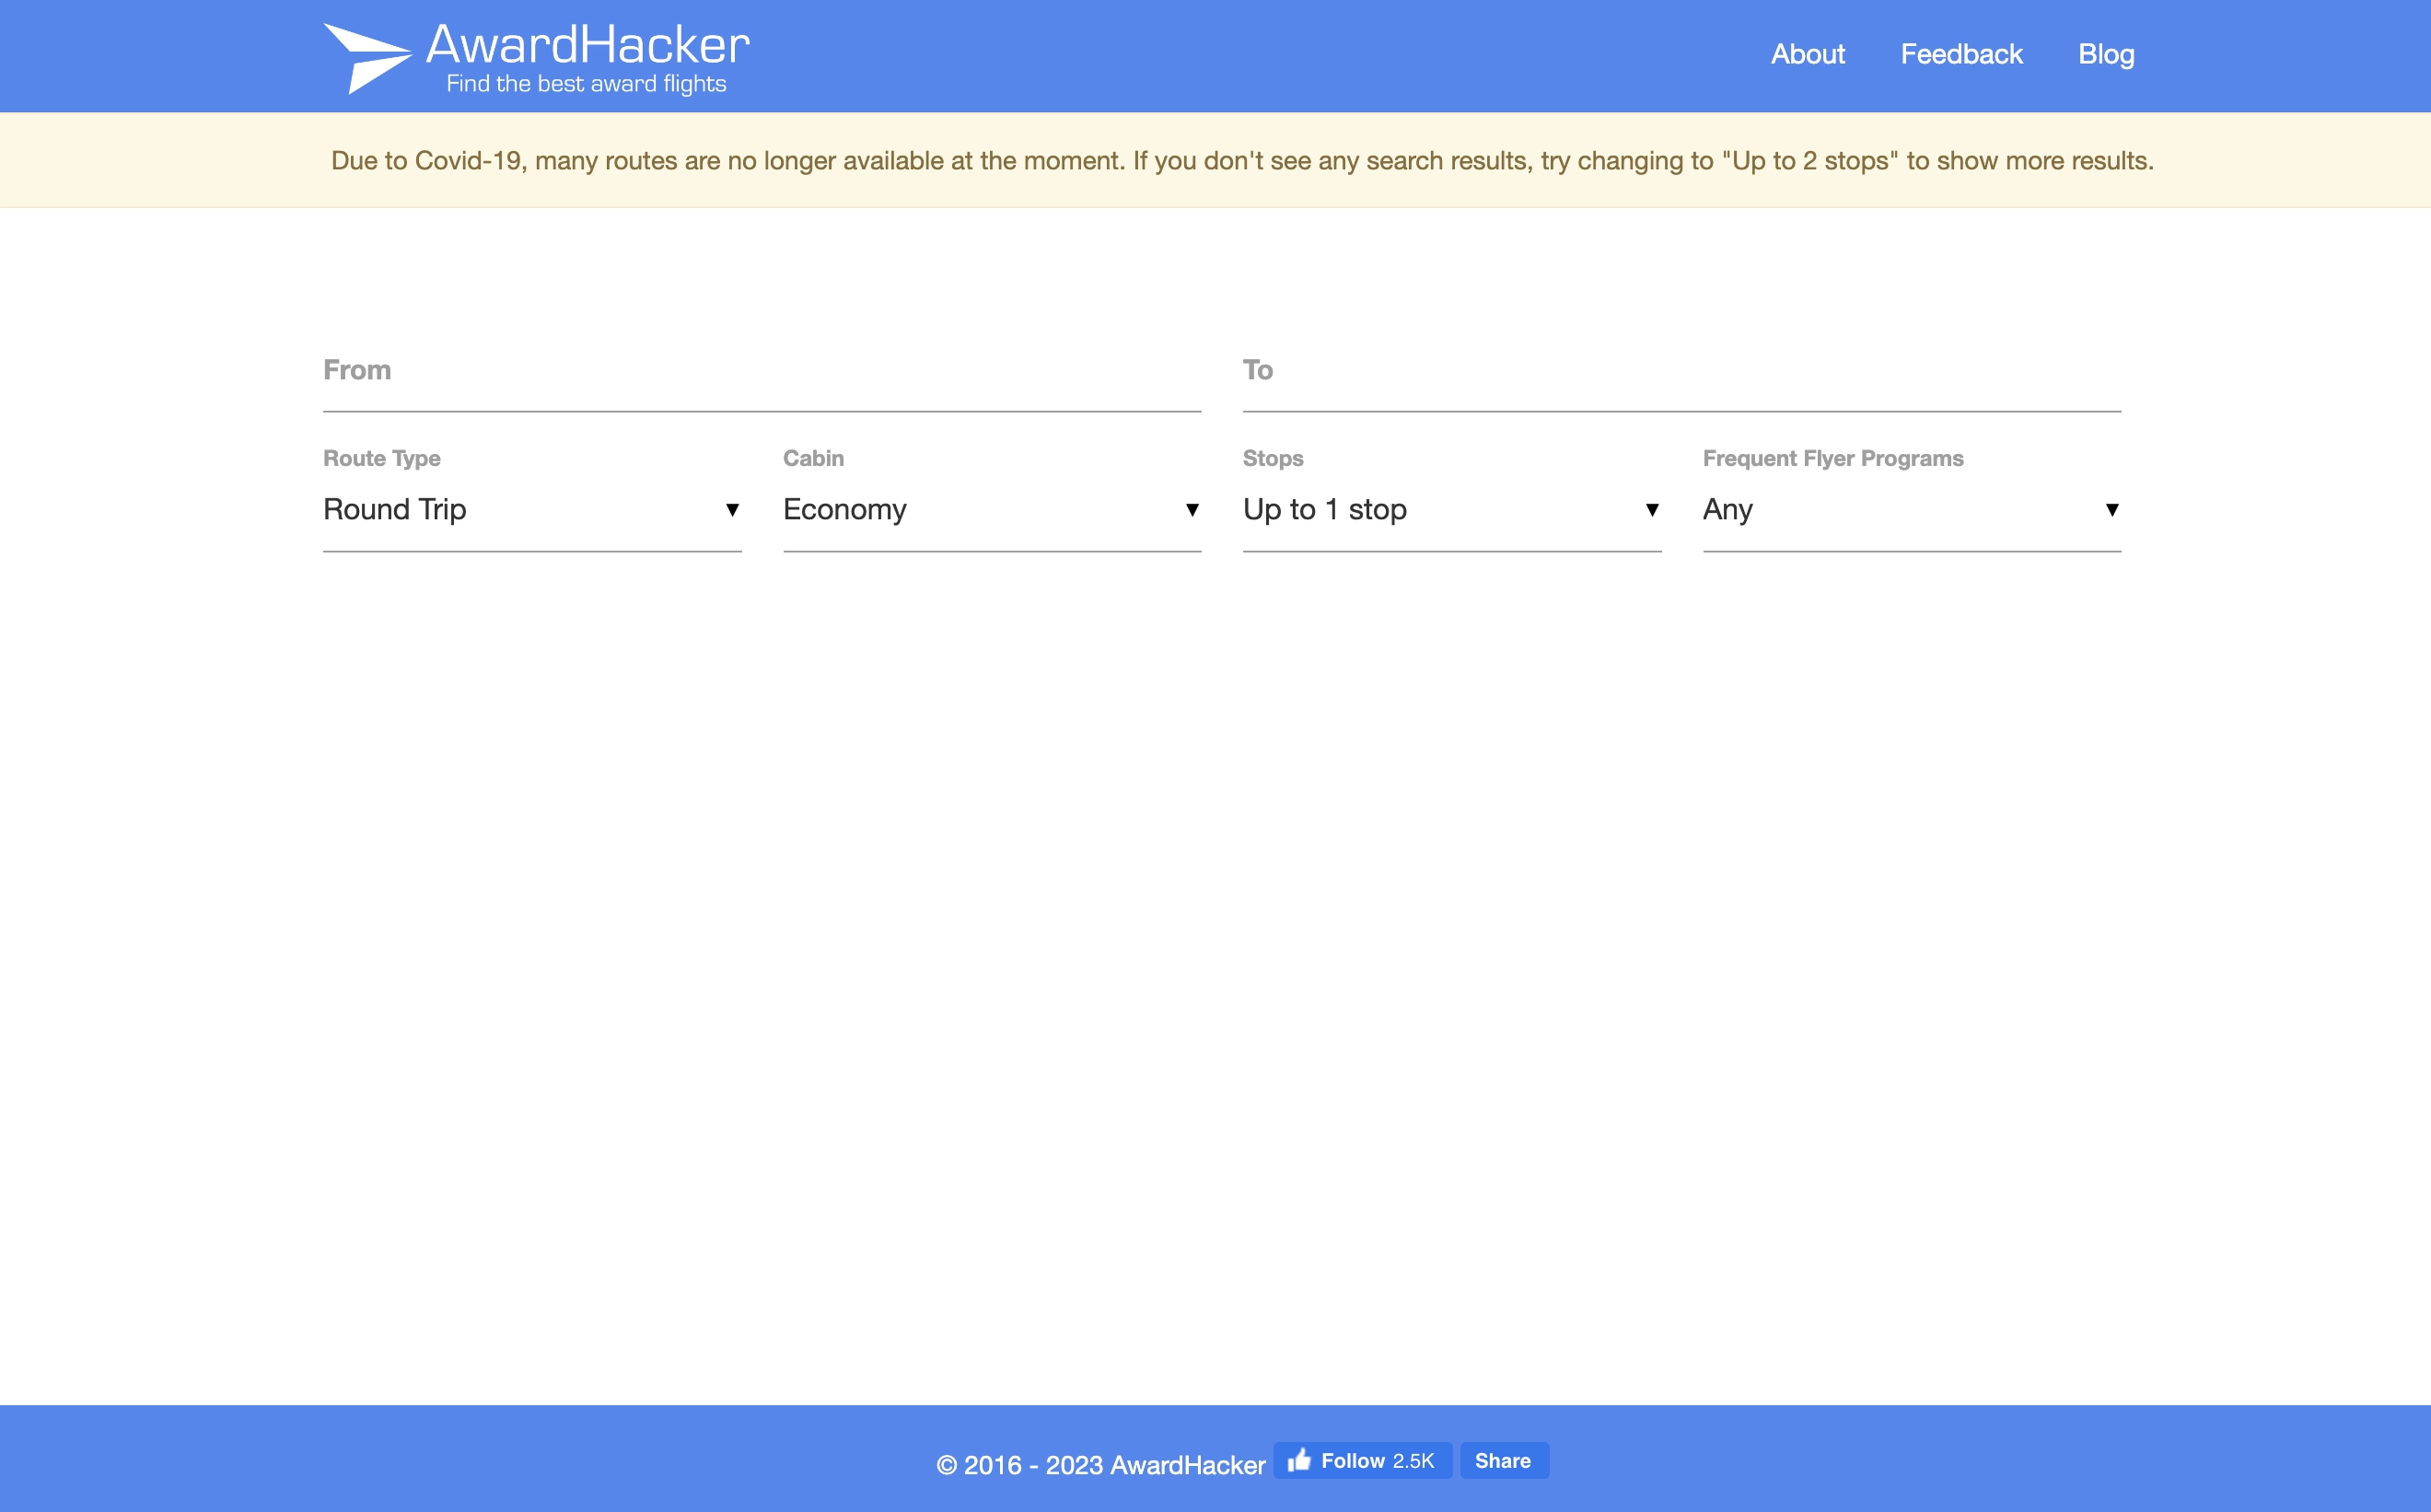 AwardHacker
Find the best award flights
About Feedback Blog
Due to Covid-19, many routes are no longer available at the moment. If you don't see any search results, try changing to "Up to 2 stops" to show more results.
From To
Route Type Cabin Stops Frequent Flyer Programs
Round Trip ▼ Economy ▼ Up to 1 stop ▼ Any ▼
© 2016 - 2023 AwardHacker Follow 2.5K Share